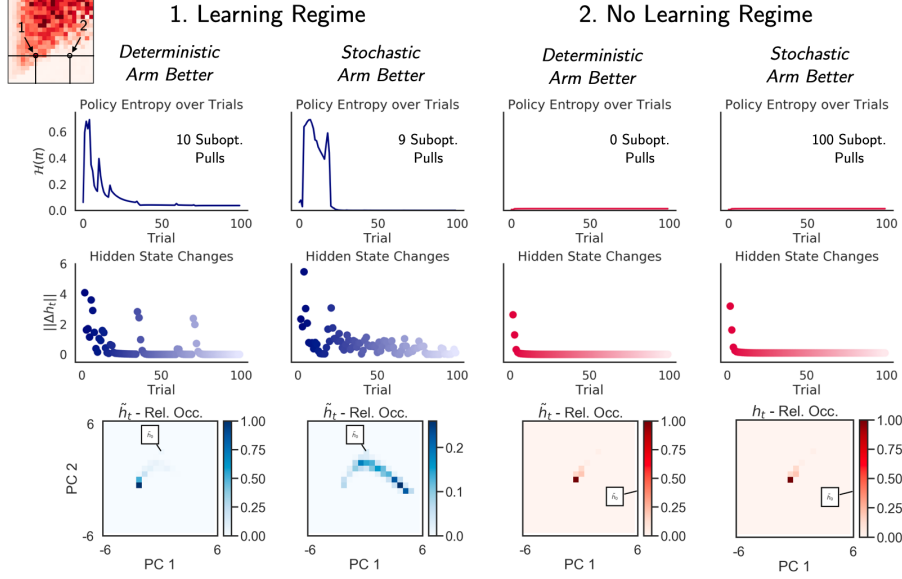 1. Learning Regime
2. No Learning Regime
1
2
Deterministic
Arm Better
Stochastic
Arm Better
Deterministic
Arm Better
Stochastic
Arm Better
Policy Entropy over Trials
Policy Entropy over Trials
Policy Entropy over Trials
Policy Entropy over Trials
ℋ(π)
0.6
0.4
0.2
0.0
10 Subopt.
Pulls
9 Subopt.
Pulls
0 Subopt.
Pulls
100 Subopt.
Pulls
0 50 100
0 50 100
0 50 100
0 50 100
Trial
Trial
Trial
Trial
Hidden State Changes
Hidden State Changes
Hidden State Changes
Hidden State Changes
||Δhₜ||
6
4
2
0
0 50 100
0 50 100
0 50 100
0 50 100
Trial
Trial
Trial
Trial
h̃ₜ - Rel. Occ.
h̃ₜ - Rel. Occ.
h̃ₜ - Rel. Occ.
hₜ - Rel. Occ.
PC 2
6
-6
-6 6
PC 1
1.00
0.75
0.50
0.25
0.00
-6 6
PC 1
0.2
0.1
0.0
-6 6
PC 1
1.00
0.75
0.50
0.25
0.00
-6 6
PC 1
1.00
0.75
0.50
0.25
0.00